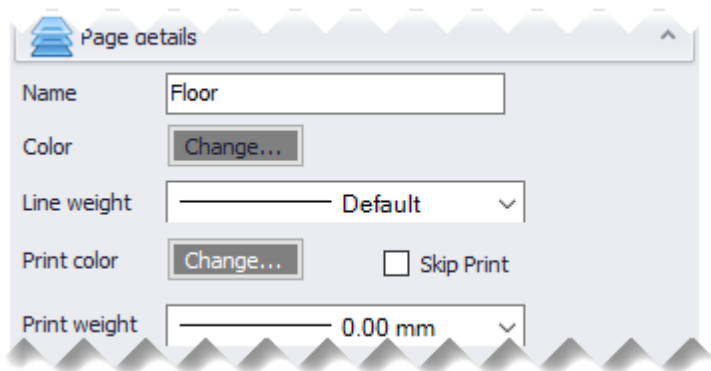 Page details
Name Floor
Color Change...
Line weight Default
Print color Change... Skip Print
Print weight 0.00 mm